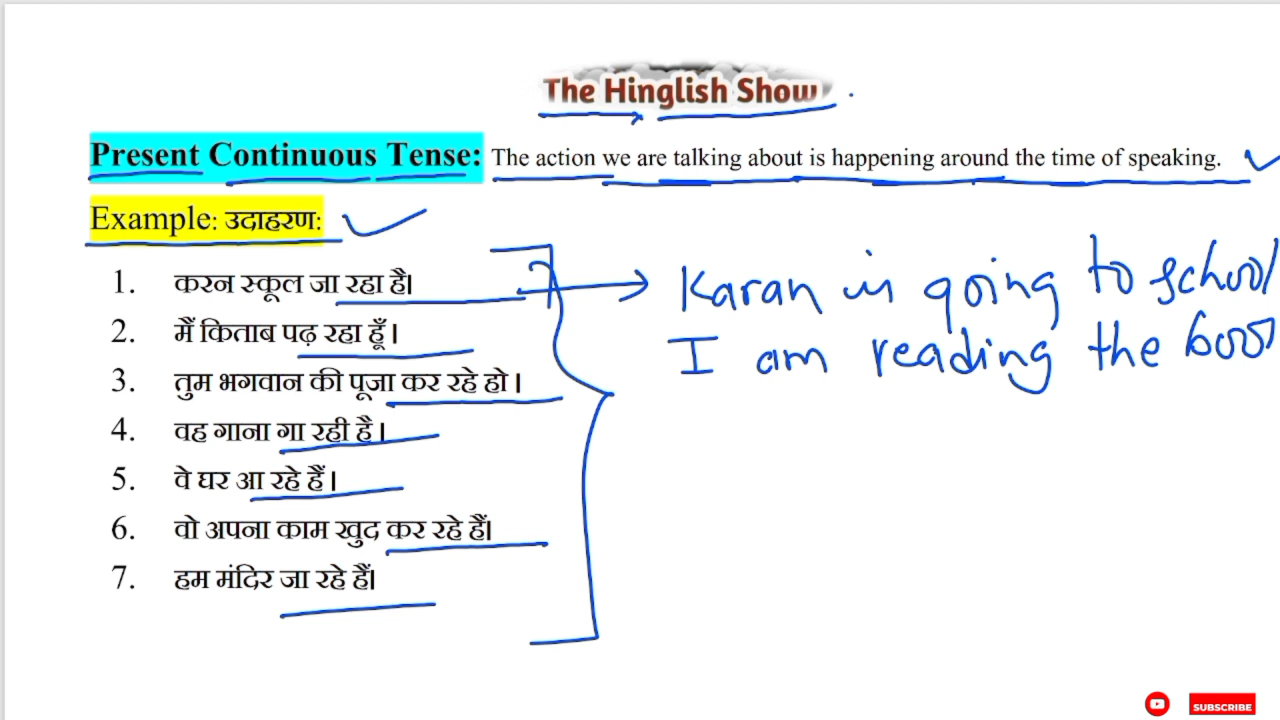 The Hinglish Show
Present Continuous Tense: The action we are talking about is happening around the time of speaking.
Example: उदाहरण:
1. करन स्कूल जा रहा है।
Karan is going to school
2. मैं किताब पढ़ रहा हूँ।
I am reading the boo
3. तुम भगवान की पूजा कर रहे हो।
4. वह गाना गा रही है।
5. वे घर आ रहे हैं।
6. वो अपना काम खुद कर रहे हैं।
7. हम मंदिर जा रहे हैं।
SUBSCRIBE